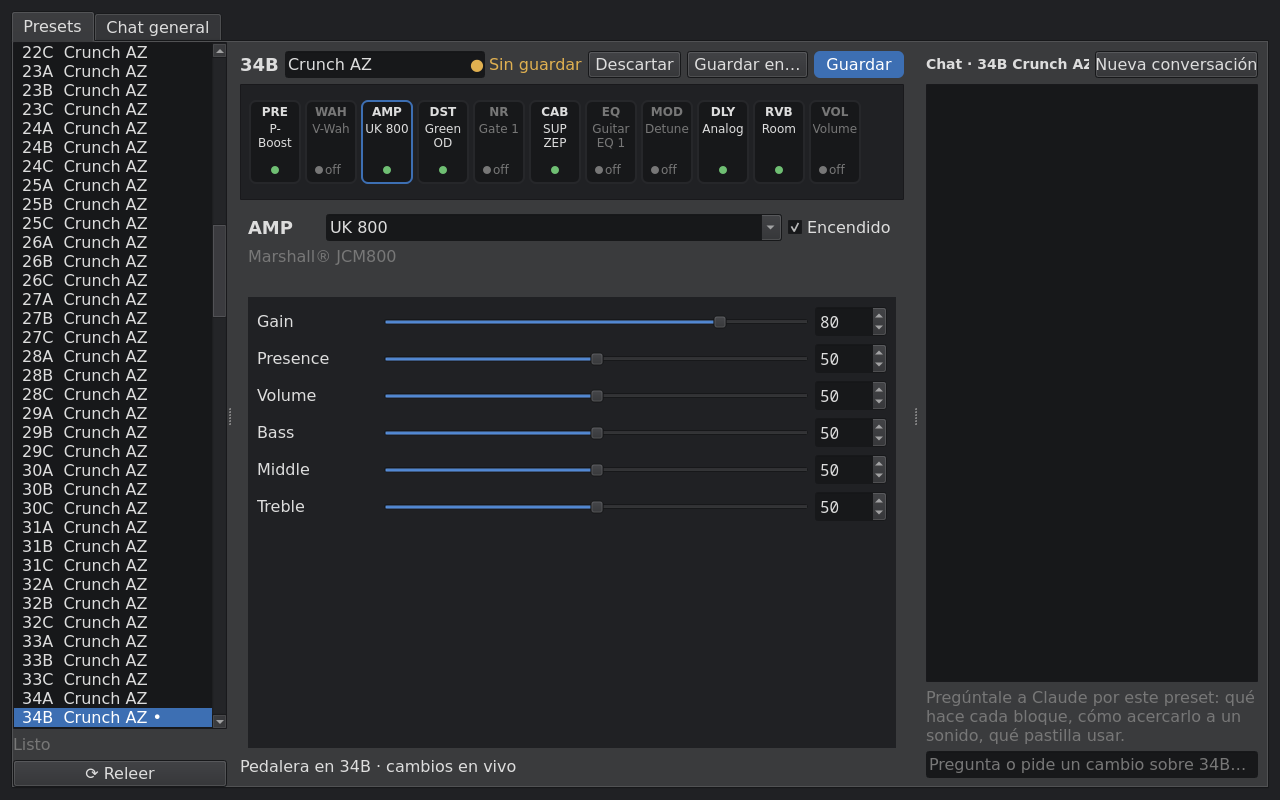 Presets
Chat general
22C Crunch AZ
23A Crunch AZ
23B Crunch AZ
23C Crunch AZ
24A Crunch AZ
24B Crunch AZ
24C Crunch AZ
25A Crunch AZ
25B Crunch AZ
25C Crunch AZ
26A Crunch AZ
26B Crunch AZ
26C Crunch AZ
27A Crunch AZ
27B Crunch AZ
27C Crunch AZ
28A Crunch AZ
28B Crunch AZ
28C Crunch AZ
29A Crunch AZ
29B Crunch AZ
29C Crunch AZ
30A Crunch AZ
30B Crunch AZ
30C Crunch AZ
31A Crunch AZ
31B Crunch AZ
31C Crunch AZ
32A Crunch AZ
32B Crunch AZ
32C Crunch AZ
33A Crunch AZ
33B Crunch AZ
33C Crunch AZ
34A Crunch AZ
34B Crunch AZ •
Listo
⟳ Releer
34B Crunch AZ Sin guardar Descartar Guardar en... Guardar
PRE
P-
Boost
WAH
V-Wah
off
AMP
UK 800
DST
Green
OD
NR
Gate 1
off
CAB
SUP
ZEP
EQ
Guitar
EQ 1
off
MOD
Detune
off
DLY
Analog
RVB
Room
VOL
Volume
off
AMP UK 800 Encendido
Marshall® JCM800
Gain 80
Presence 50
Volume 50
Bass 50
Middle 50
Treble 50
Pedalera en 34B · cambios en vivo
Chat · 34B Crunch AZ
Nueva conversación
Pregúntale a Claude por este preset: qué
hace cada bloque, cómo acercarlo a un
sonido, qué pastilla usar.
Pregunta o pide un cambio sobre 34B...